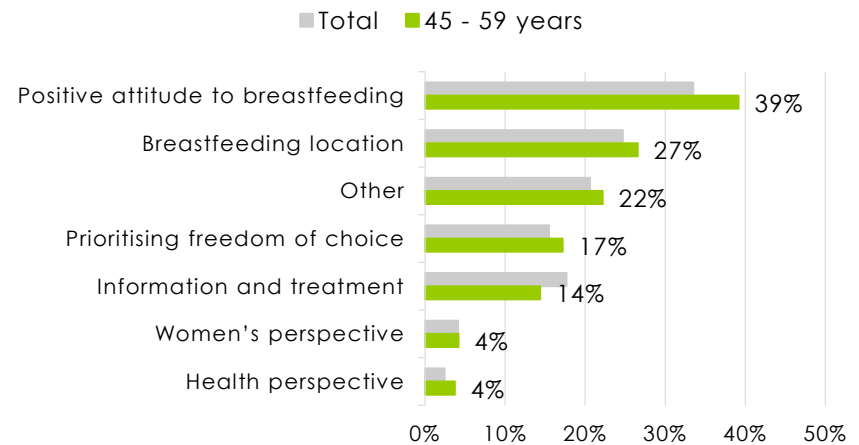 Total 45 - 59 years
Positive attitude to breastfeeding 39%
Breastfeeding location 27%
Other 22%
Prioritising freedom of choice 17%
Information and treatment 14%
Women’s perspective 4%
Health perspective 4%
0% 10% 20% 30% 40% 50%